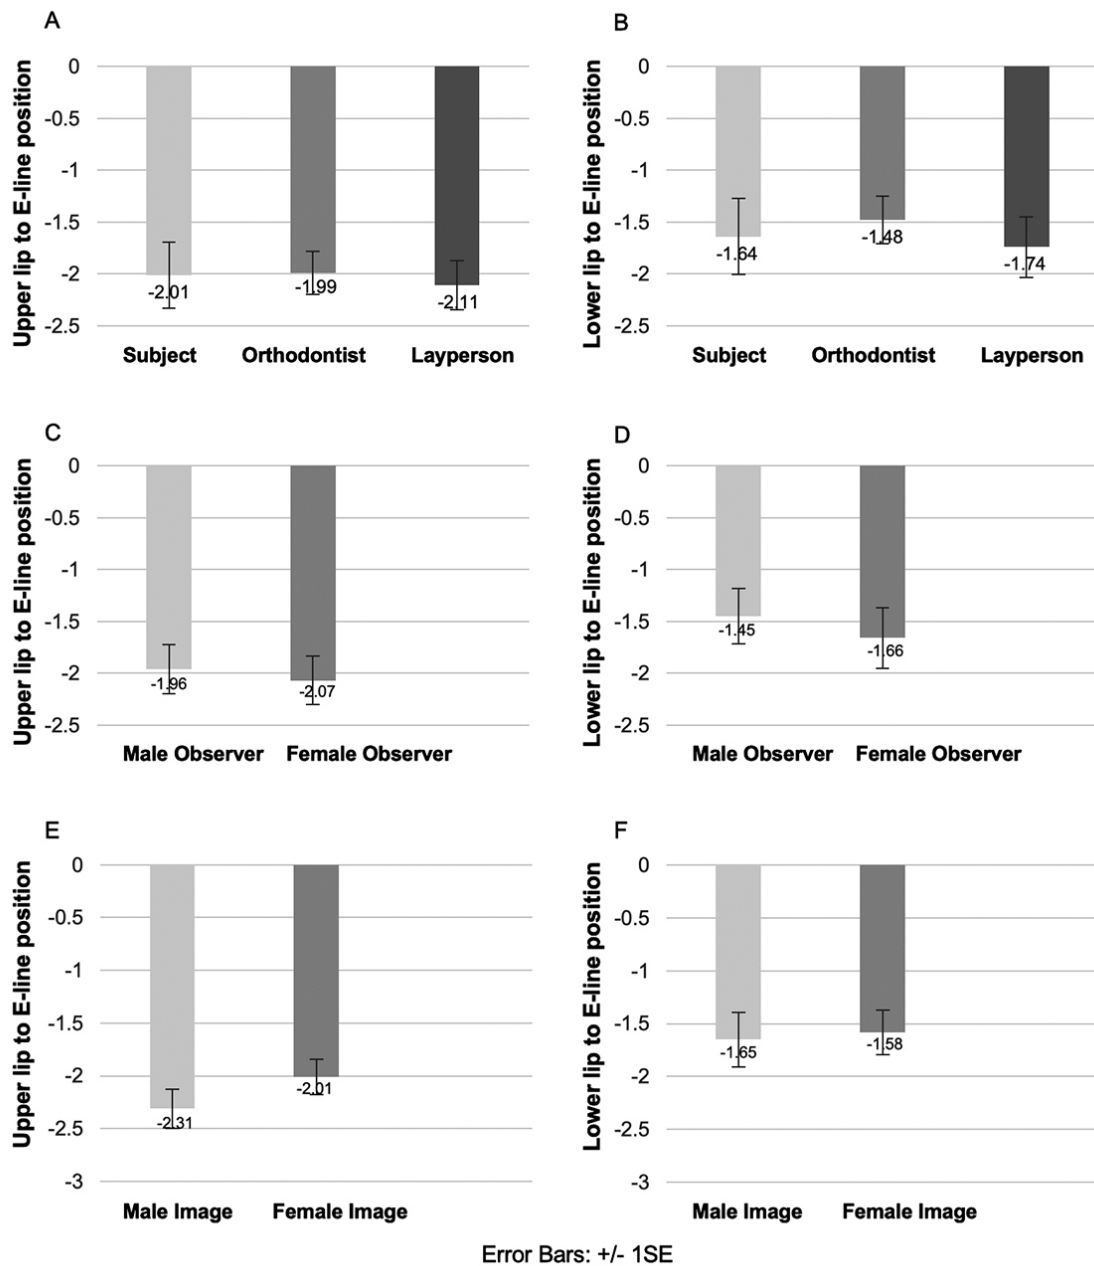 A
Upper lip to E-line position
0
-0.5
-1
-1.5
-2
-2.5
-2.01
-1.99
-2.11
Subject Orthodontist Layperson
B
Lower lip to E-line position
0
-0.5
-1
-1.5
-2
-2.5
-1.64
-1.48
-1.74
Subject Orthodontist Layperson
C
Upper lip to E-line position
0
-0.5
-1
-1.5
-2
-2.5
-1.96
-2.07
Male Observer Female Observer
D
Lower lip to E-line position
0
-0.5
-1
-1.5
-2
-2.5
-1.45
-1.66
Male Observer Female Observer
E
Upper lip to E-line position
0
-0.5
-1
-1.5
-2
-2.5
-3
-2.31
-2.01
Male Image Female Image
F
Lower lip to E-line position
0
-0.5
-1
-1.5
-2
-2.5
-3
-1.65
-1.58
Male Image Female Image
Error Bars: +/- 1SE